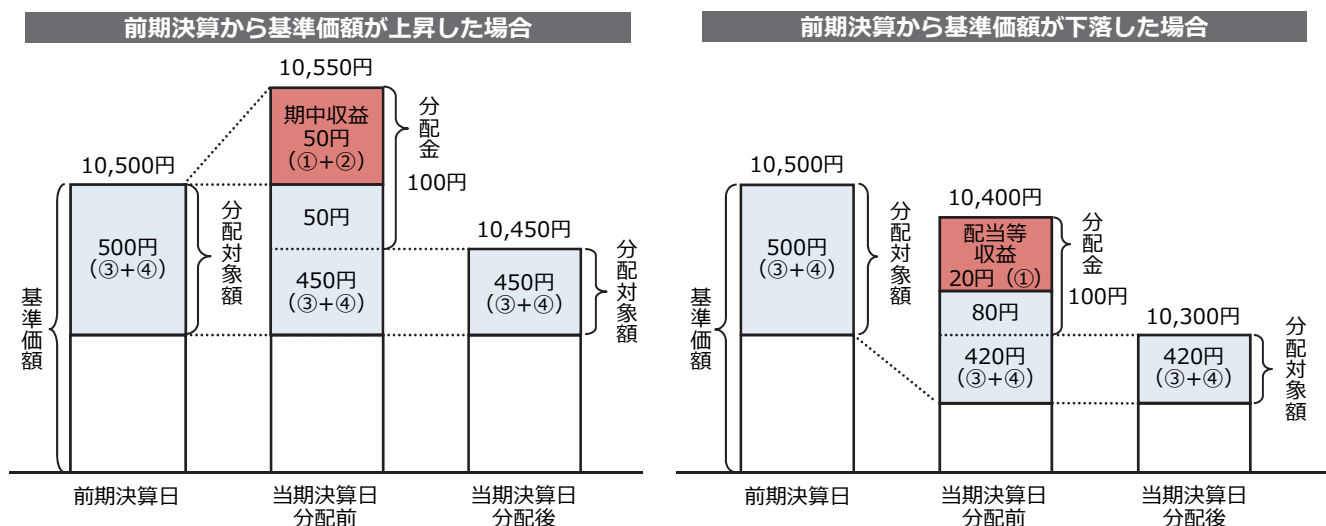 前期決算から基準価額が上昇した場合
10,550円
期中収益
50円
(①+②)
分配金
100円
10,500円
500円
(③+④)
分配対象額
50円
450円
(③+④)
10,450円
450円
(③+④)
分配対象額
基準価額
前期決算日
当期決算日
分配前
当期決算日
分配後
前期決算から基準価額が下落した場合
10,500円
500円
(③+④)
分配対象額
10,400円
配当等
収益
20円(①)
分配金
100円
80円
420円
(③+④)
10,300円
420円
(③+④)
分配対象額
基準価額
前期決算日
当期決算日
分配前
当期決算日
分配後